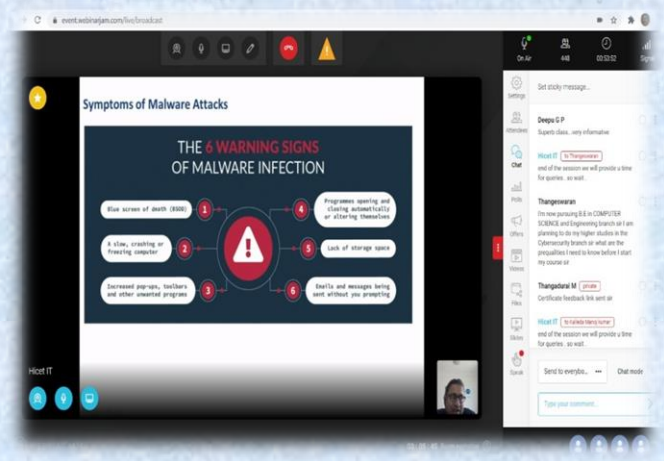 event.webinarjam.com/live/broadcast
Symptoms of Malware Attacks
THE 6 WARNING SIGNS
OF MALWARE INFECTION
Blue screen of death (BSOD)
1
A slow, crashing or
freezing computer
2
Increased pop-ups, toolbars
and other unwanted programs
3
4
Programmes opening and
closing automatically
or altering themselves
5
Lack of storage space
6
Emails and messages being
sent without you prompting
Hicet IT
On Air
448
00:53:52
Settings
Attendees
Chat
Polls
Offers
Videos
Files
Speak
Set sticky message...
Deepu G P
Superb class...very informative
Hicet IT to Thangeswaran
end of the session we will provide u time
for queries.. so wait..
Thangeswaran
I'm now pursuing B.E in COMPUTER
SCIENCE and Engineering branch sir I am
planning to do my higher studies in the
Cybersecurity branch sir what are the
prequalities I need to know before I start
my course sir
Thangadurai M private
Certificate feedback link sent sir
Hicet IT
end of the session we will provide u time
for queries.. so wait..
Send to everybo...
Chat mode
Type your comment...